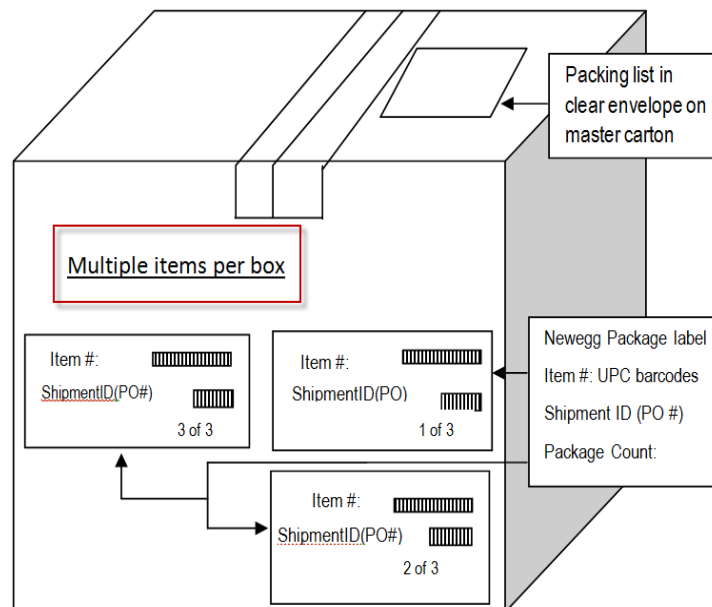 Packing list in
clear envelope on
master carton
Multiple items per box
Item #:
ShipmentID(PO#)
3 of 3
Item #:
ShipmentID(PO)
1 of 3
Newegg Package label
Item #: UPC barcodes
Shipment ID (PO #)
Package Count:
Item #:
ShipmentID(PO#)
2 of 3